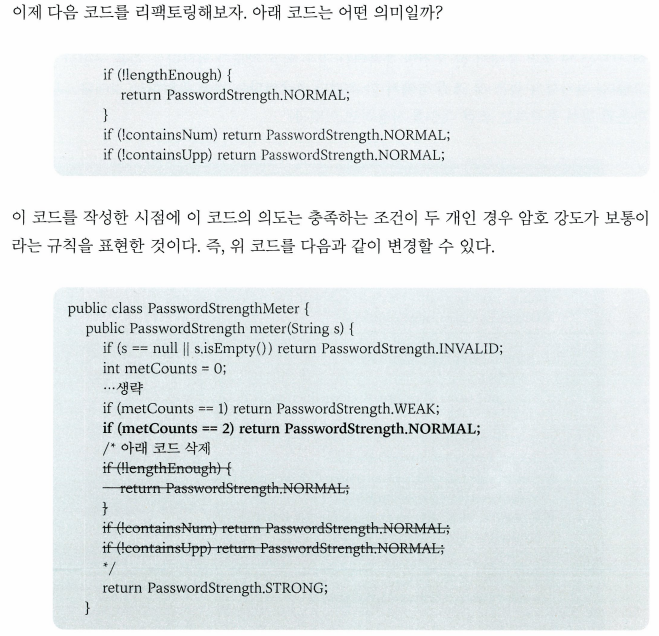 이제 다음 코드를 리팩토링해보자. 아래 코드는 어떤 의미일까?
if (!lengthEnough) {
return PasswordStrength.NORMAL;
}
if (!containsNum) return PasswordStrength.NORMAL;
if (!containsUpp) return PasswordStrength.NORMAL;
이 코드를 작성한 시점에 이 코드의 의도는 충족하는 조건이 두 개인 경우 암호 강도가 보통이
라는 규칙을 표현한 것이다. 즉, 위 코드를 다음과 같이 변경할 수 있다.
public class PasswordStrengthMeter {
public PasswordStrength meter(String s) {
if (s == null || s.isEmpty()) return PasswordStrength.INVALID;
int metCounts = 0;
…생략
if (metCounts == 1) return PasswordStrength.WEAK;
if (metCounts == 2) return PasswordStrength.NORMAL;
/* 아래 코드 삭제
if (!lengthEnough) {
return PasswordStrength.NORMAL;
}
if (!containsNum) return PasswordStrength.NORMAL;
if (!containsUpp) return PasswordStrength.NORMAL;
*/
return PasswordStrength.STRONG;
}